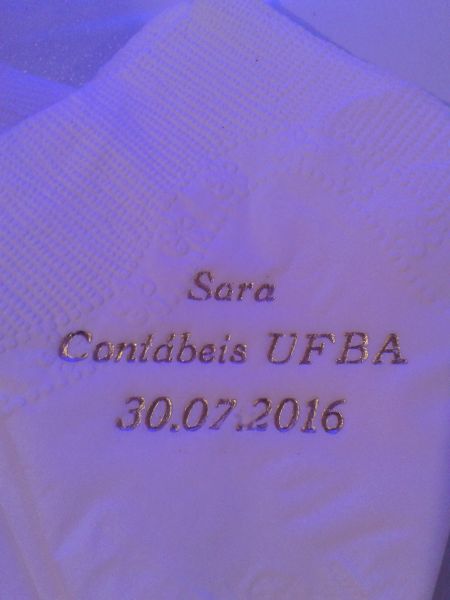 Sara
Contábeis UFBA
30.07.2016